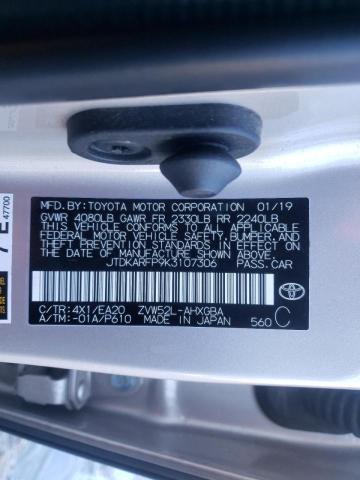 MFD. BY:TOYOTA MOTOR CORPORATION 01/19
GVWR 4080LB GAWR FR 2330LB RR 2240LB
THIS VEHICLE CONFORMS TO ALL APPLICABLE
FEDERAL MOTOR VEHICLE SAFETY, BUMPER AND
THEFT PREVENTION STANDARDS IN EFFECT ON
THE DATE OF MANUFACTURE SHOWN ABOVE.
JTDKARFP9K3107306 PASS.CAR
C/TR:4X1/EA20 ZVW52L-AHXGBA
A/TM:-01A/P610 MADE IN JAPAN 560 C
TOYOTA
47700